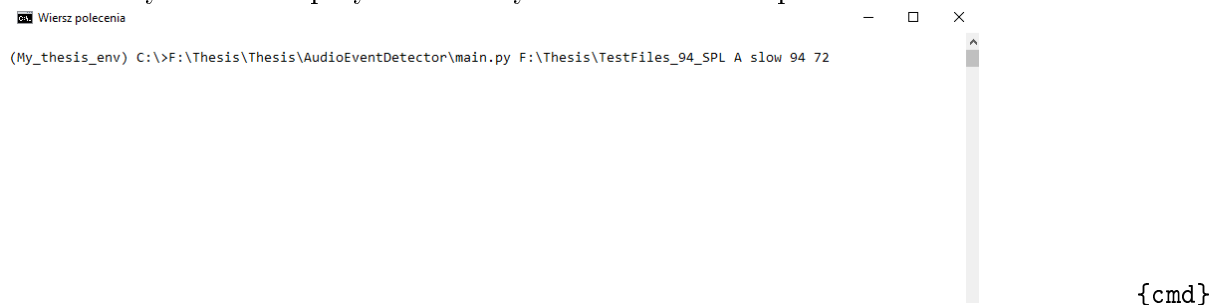 Wiersz polecenia
(My_thesis_env) C:\>F:\Thesis\Thesis\AudioEventDetector\main.py F:\Thesis\TestFiles_94_SPL A slow 94 72
{cmd}